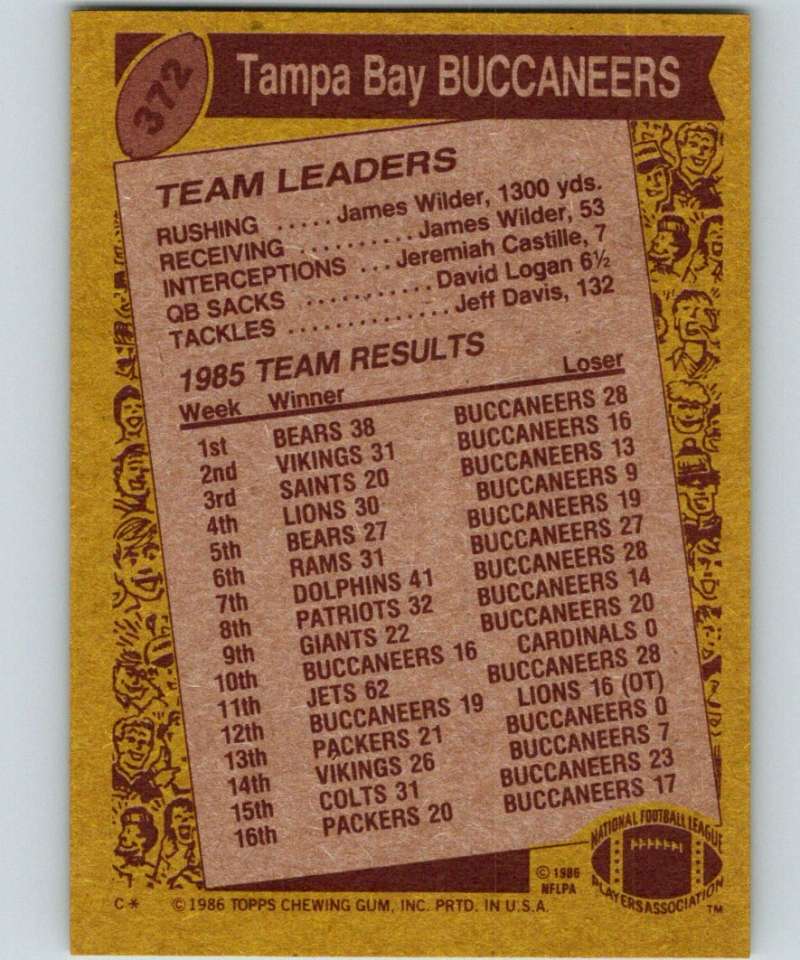 372
Tampa Bay BUCCANEERS
TEAM LEADERS
RUSHING ..... James Wilder, 1300 yds.
RECEIVING .......... James Wilder, 53
INTERCEPTIONS ... Jeremiah Castille, 7
QB SACKS ........... David Logan 6½
TACKLES .............. Jeff Davis, 132
1985 TEAM RESULTS
Week Winner Loser
1st BEARS 38 BUCCANEERS 28
2nd VIKINGS 31 BUCCANEERS 16
3rd SAINTS 20 BUCCANEERS 13
4th LIONS 30 BUCCANEERS 9
5th BEARS 27 BUCCANEERS 19
6th RAMS 31 BUCCANEERS 27
7th DOLPHINS 41 BUCCANEERS 28
8th PATRIOTS 32 BUCCANEERS 14
9th GIANTS 22 BUCCANEERS 20
10th BUCCANEERS 16 CARDINALS 0
11th JETS 62 BUCCANEERS 28
12th BUCCANEERS 19 LIONS 16 (OT)
13th PACKERS 21 BUCCANEERS 0
14th VIKINGS 26 BUCCANEERS 7
15th COLTS 31 BUCCANEERS 23
16th PACKERS 20 BUCCANEERS 17
NATIONAL FOOTBALL LEAGUE
PLAYERS ASSOCIATION
TM
© 1986
NFLPA
C* © 1986 TOPPS CHEWING GUM, INC. PRTD. IN U.S.A.